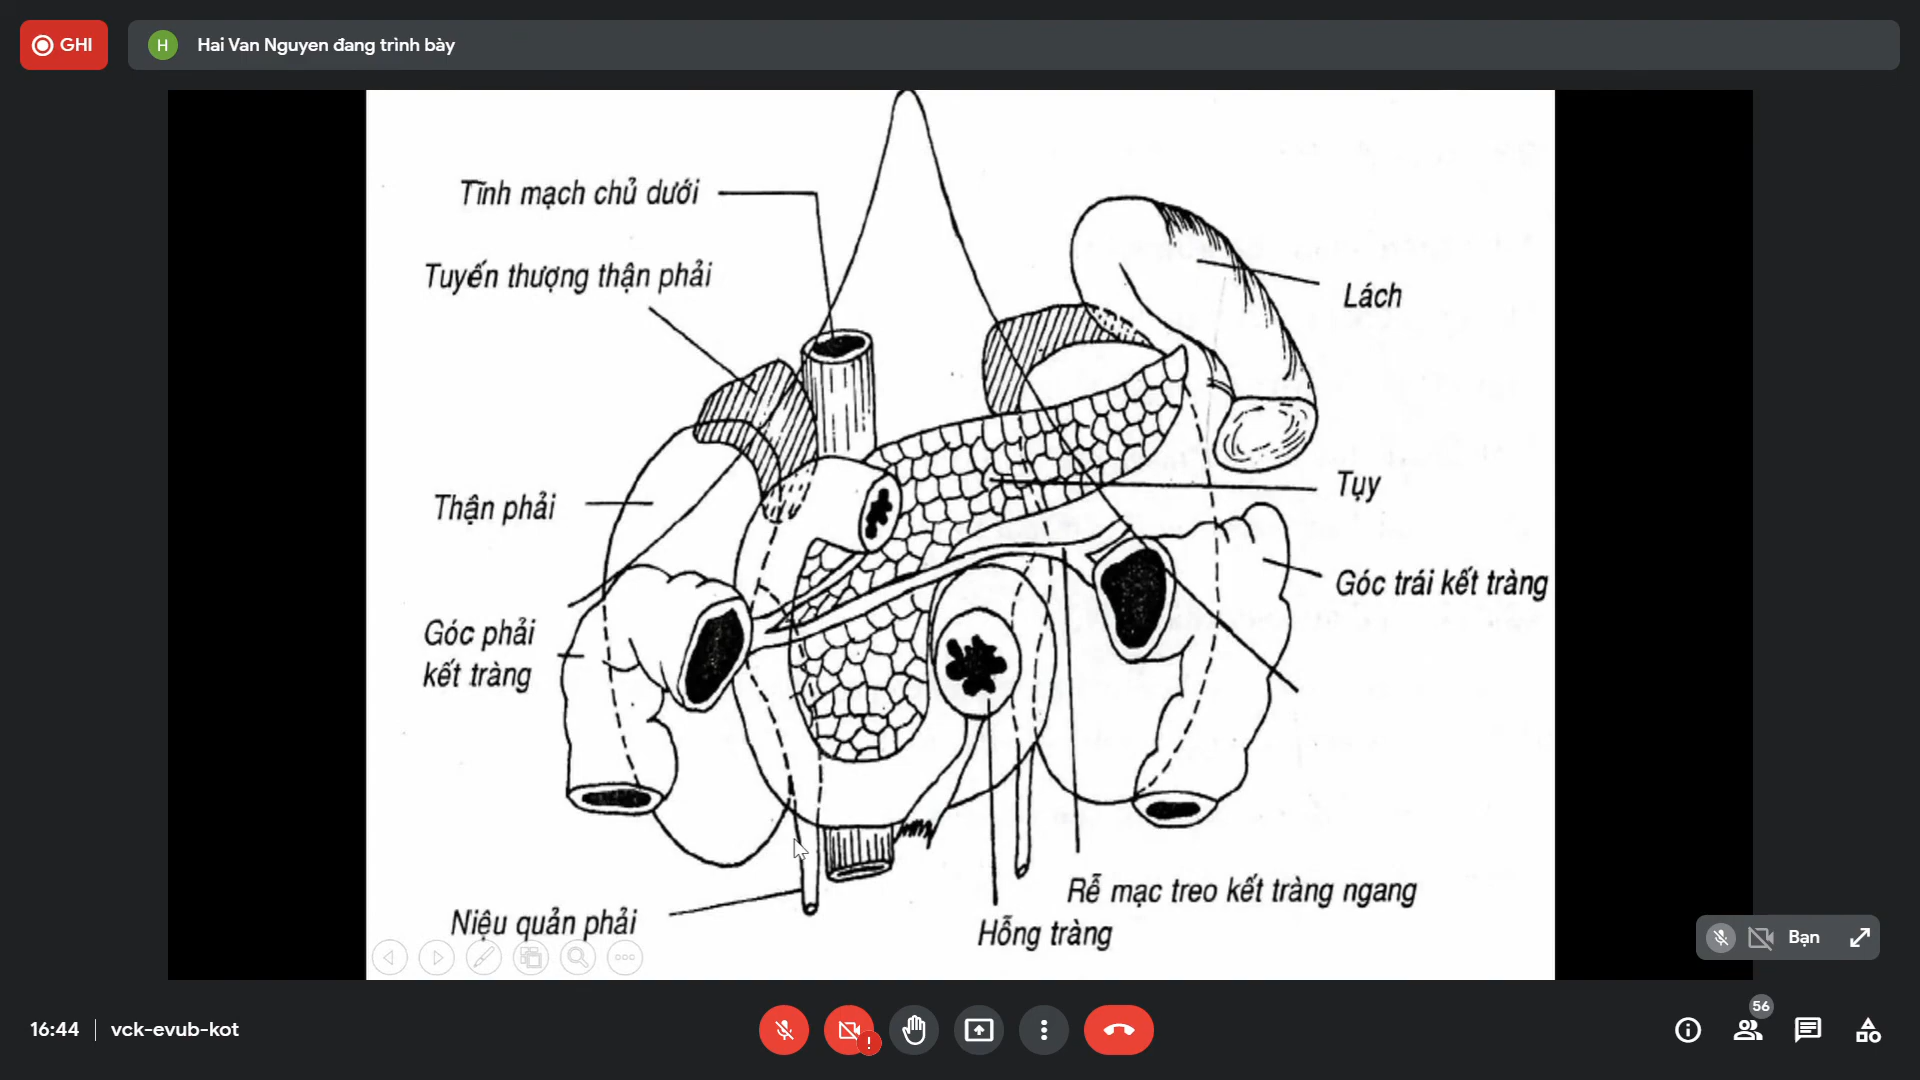 GHI
H
Hai Van Nguyen đang trình bày
Tĩnh mạch chủ dưới
Tuyến thượng thận phải
Lách
Thận phải
Tụy
Góc trái kết tràng
Góc phải
kết tràng
Rễ mạc treo kết tràng ngang
Niệu quản phải
Hỗng tràng
Bạn
56
16:44 | vck-evub-kot